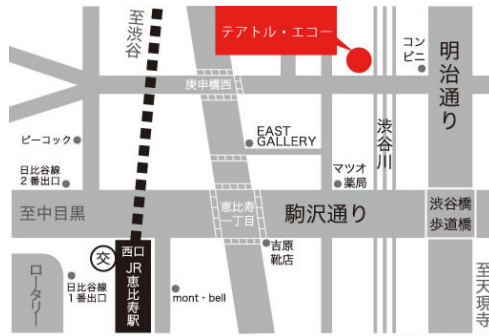 至渋谷
テアトル・エコー
コン
ビニ
明治通り
庚申橋西
ピーコック
EAST
GALLERY
渋谷川
日比谷線
2番出口
マツオ
薬局
至中目黒
恵比寿
一丁目
駒沢通り
渋谷橋
歩道橋
交
西口
JR恵比寿駅
吉原
靴店
ロータリー
日比谷線
1番出口
mont・bell
至天現寺